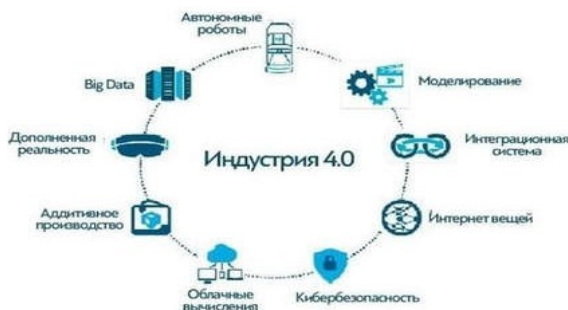 Автономные
роботы
Big Data
Моделирование
Дополненная
реальность
Индустрия 4.0
Интеграционная
система
Аддитивное
производство
Интернет вещей
Облачные
вычисления
Кибербезопасность